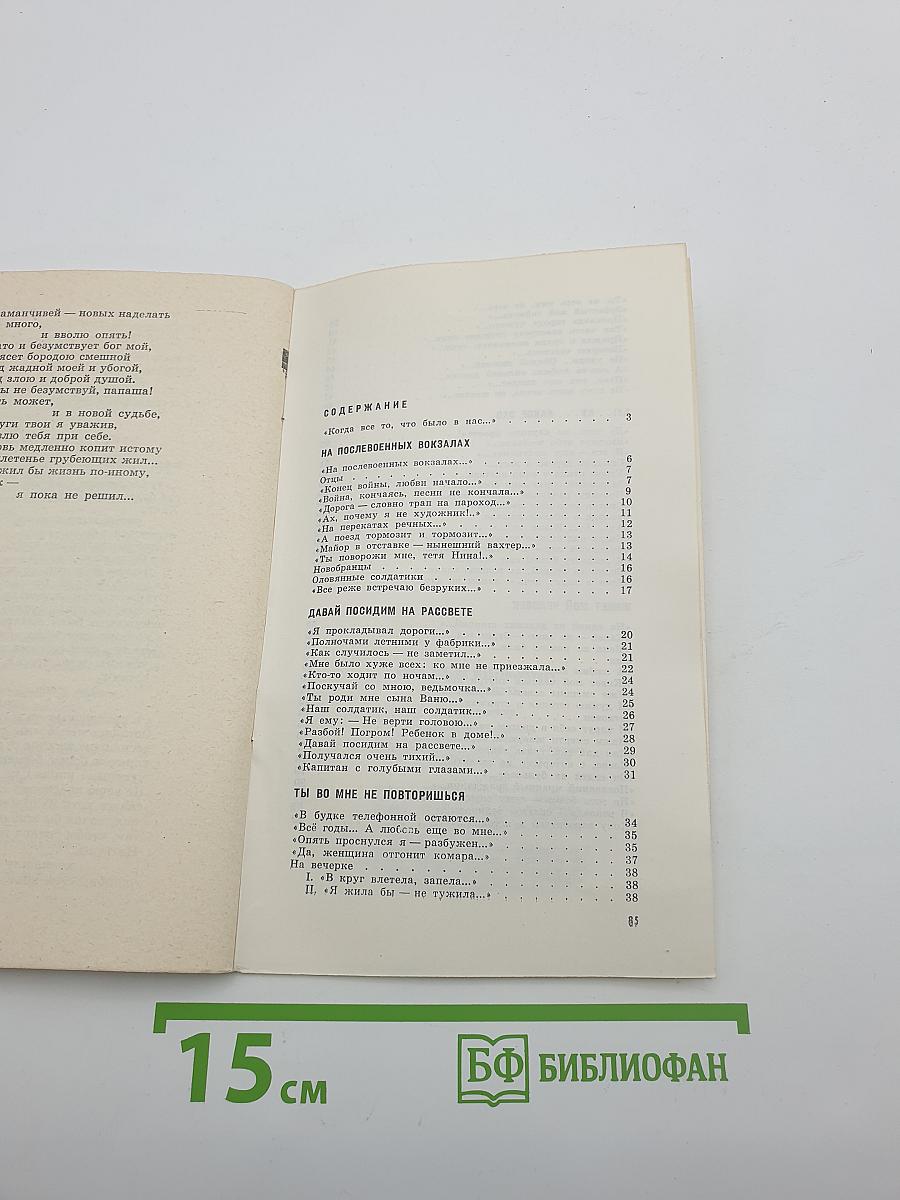 аманчивей — новых наделать
много,
и вволю опять!
ато и безумствует бог мой,
ясет бородою смешной
д жадной моей и убогой,
д злою и доброй душой.
ы не безумствуй, папаша!
ь может,
и в новой судьбе,
уги твои я уважив,
влю тебя при себе.
овь медленно копит истому
летенье грубеющих жил...
жил бы жизнь по-иному,
к —
я пока не решил...
СОДЕРЖАНИЕ
«Когда все то, что было в нас...» 3
НА ПОСЛЕВОЕННЫХ ВОКЗАЛАХ
«На послевоенных вокзалах...» 6
Отцы 7
«Конец войны, любви начало...» 7
«Война, кончаясь, песни не кончала...» 9
«Дорога — словно трап на пароход...» 10
«Ах, почему я не художник!..» 11
«На перекатах речных...» 12
«А поезд тормозит и тормозит...» 13
«Майор в отставке — нынешний вахтер...» 13
«Ты поворожи мне, тетя Нина!..» 14
Новобранцы 16
Оловянные солдатики 16
«Все реже встречаю безруких...» 17
ДАВАЙ ПОСИДИМ НА РАССВЕТЕ
«Я прокладывал дороги...» 20
«Полночами летними у фабрики...» 21
«Как случилось — не заметил...» 21
«Мне было хуже всех: ко мне не приезжала...» 22
«Кто-то ходит по ночам...» 24
«Поскучай со мною, ведьмочка...» 24
«Ты роди мне сына Ваню...» 25
«Наш солдатик, наш солдатик...» 26
«Я ему: — Не верти головою...» 27
«Разбой! Погром! Ребенок в доме!.. 28
«Давай посидим на рассвете...» 29
«Получался очень тихий...» 30
«Капитан с голубыми глазами...» 31
ТЫ ВО МНЕ НЕ ПОВТОРИШЬСЯ
«В будке телефонной остаются...» 34
«Всё годы... А любовь еще во мне...» 35
«Опять проснулся я — разбужен...» 35
«Да, женщина отгонит комара...» 37
На вечерке 38
I. «В круг влетела, запела...» 38
II. «Я жила бы — не тужила...» 38
85
15 см
БФ БИБЛИОФАН